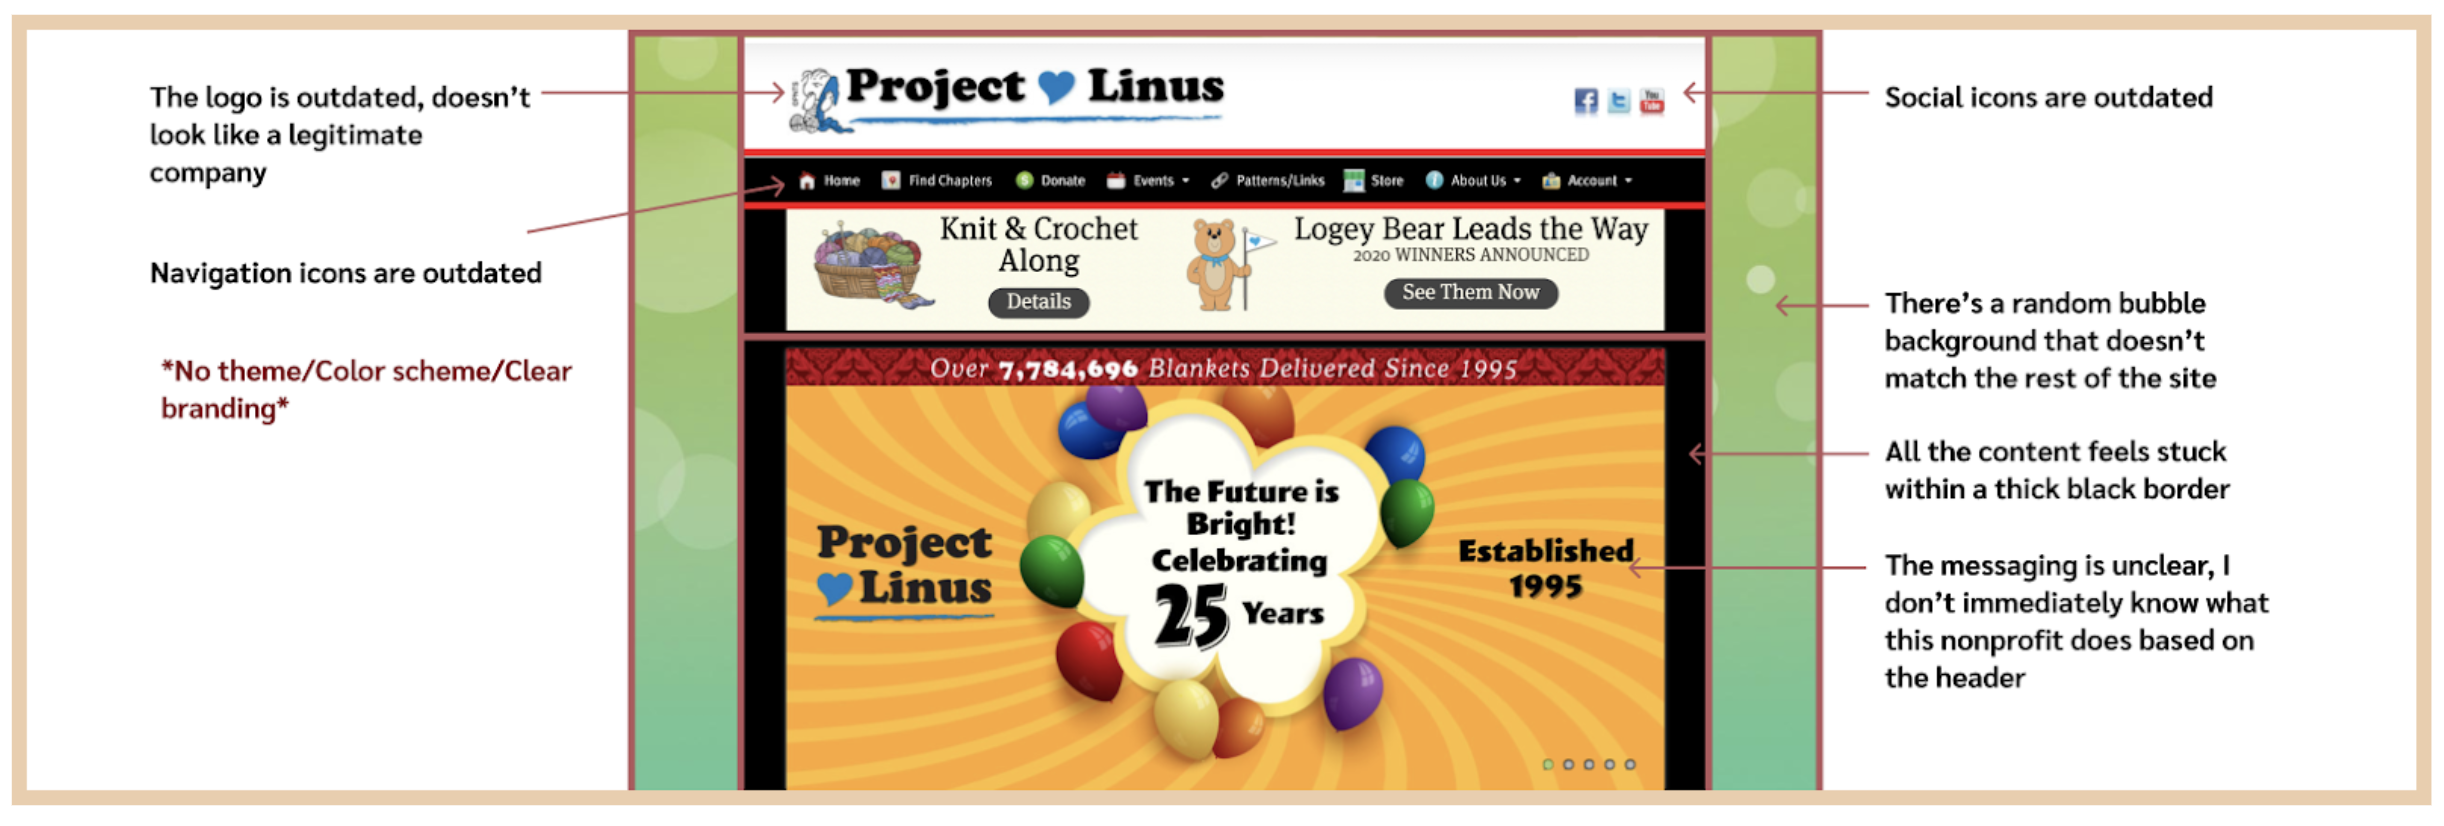 The logo is outdated, doesn't
look like a legitimate
company
Navigation icons are outdated
*No theme/Color scheme/Clear
branding*
Project Linus
f t You
Tube
Home Find Chapters $ Donate Events Patterns/Links Store i About Us Account
Knit & Crochet
Along
Details
Logey Bear Leads the Way
2020 WINNERS ANNOUNCED
See Them Now
Over 7,784,696 Blankets Delivered Since 1995
Project
Linus
The Future is
Bright!
Celebrating
25 Years
Established
1995
Social icons are outdated
There's a random bubble
background that doesn't
match the rest of the site
All the content feels stuck
within a thick black border
The messaging is unclear, I
don't immediately know what
this nonprofit does based on
the header